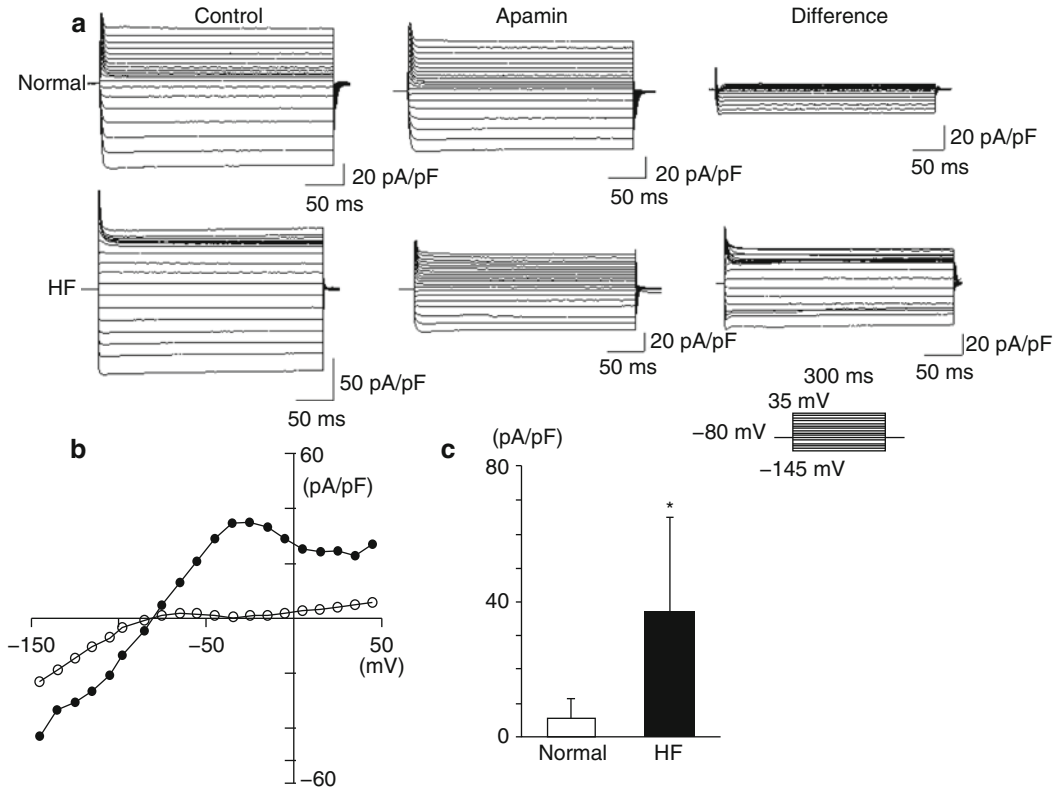 a
Control
Apamin
Difference
Normal
20 pA/pF
50 ms
20 pA/pF
50 ms
20 pA/pF
50 ms
HF
50 pA/pF
50 ms
20 pA/pF
50 ms
20 pA/pF
50 ms
300 ms
35 mV
−80 mV
−145 mV
b
60
(pA/pF)
−150
−50
50
(mV)
−60
c
(pA/pF)
80
40
0
*
Normal
HF